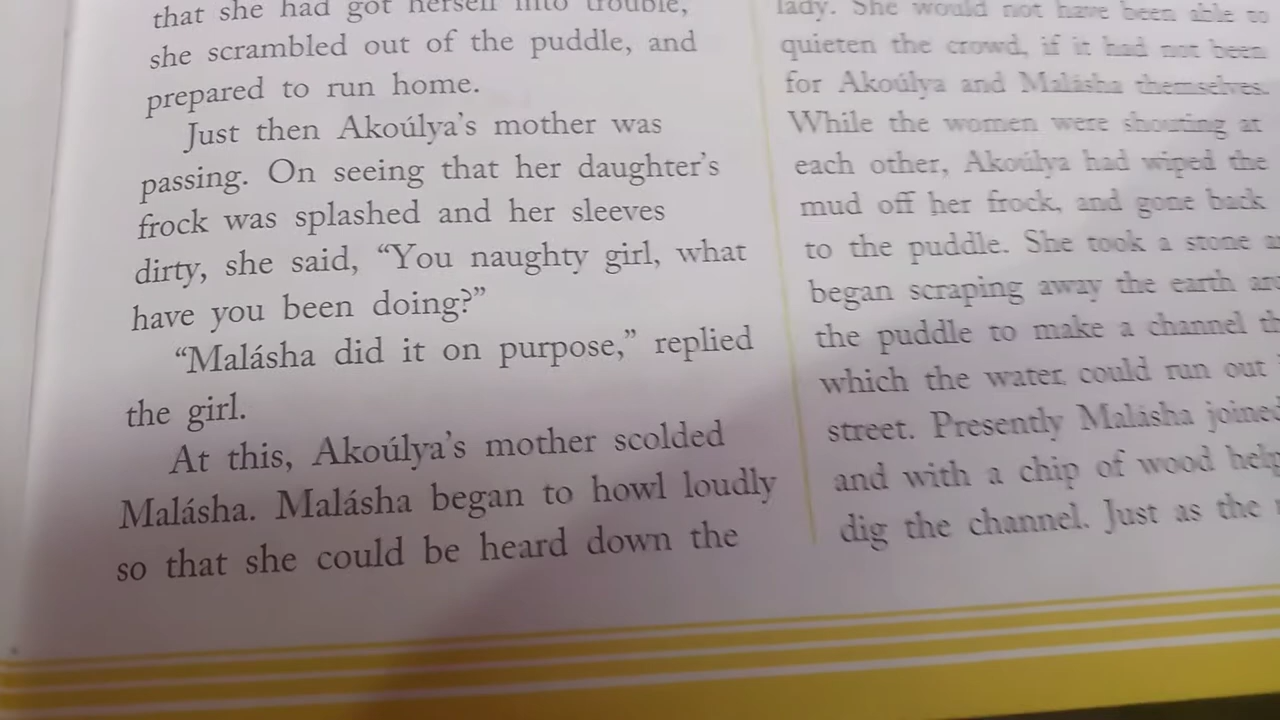 that she had got herself into trouble,
she scrambled out of the puddle, and
prepared to run home.
Just then Akoúlya's mother was
passing. On seeing that her daughter's
frock was splashed and her sleeves
dirty, she said, “You naughty girl, what
have you been doing?”
“Malásha did it on purpose,” replied
the girl.
At this, Akoúlya's mother scolded
Malásha. Malásha began to howl loudly
so that she could be heard down the
lady. She would not have been able to
quieten the crowd, if it had not been
for Akoúlya and Malásha themselves.
While the women were shouting at
each other, Akoúlya had wiped the
mud off her frock, and gone back
to the puddle. She took a stone
began scraping away the earth
the puddle to make a channel
which the water could run out
street. Presently Malásha joined
and with a chip of wood
dig the channel. Just as the